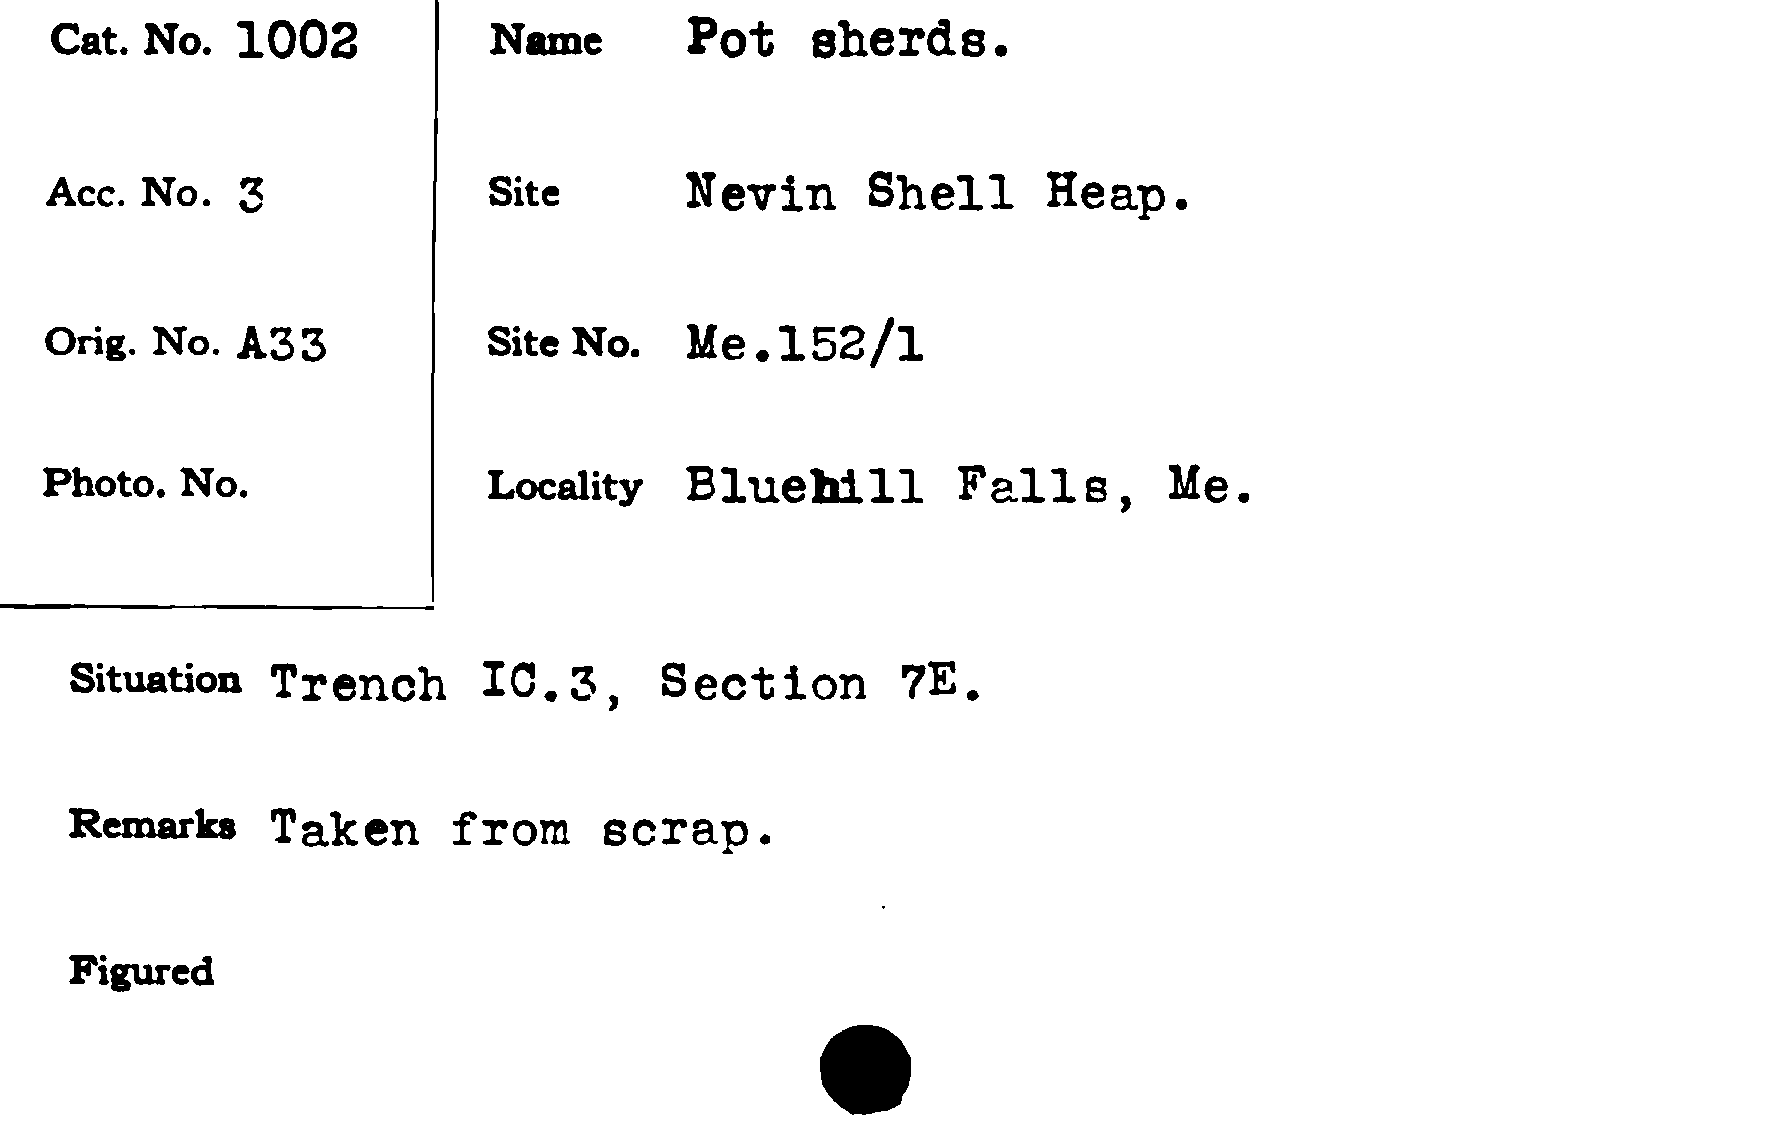 Cat. No. 1002
Acc. No. 3
Orig. No. A33
Photo. No.
Name Pot sherds.
Site Nevin Shell Heap.
Site No. Me.152/1
Locality Bluehill Falls, Me.
Situation Trench IC.3, Section 7E.
Remarks Taken from scrap.
Figured